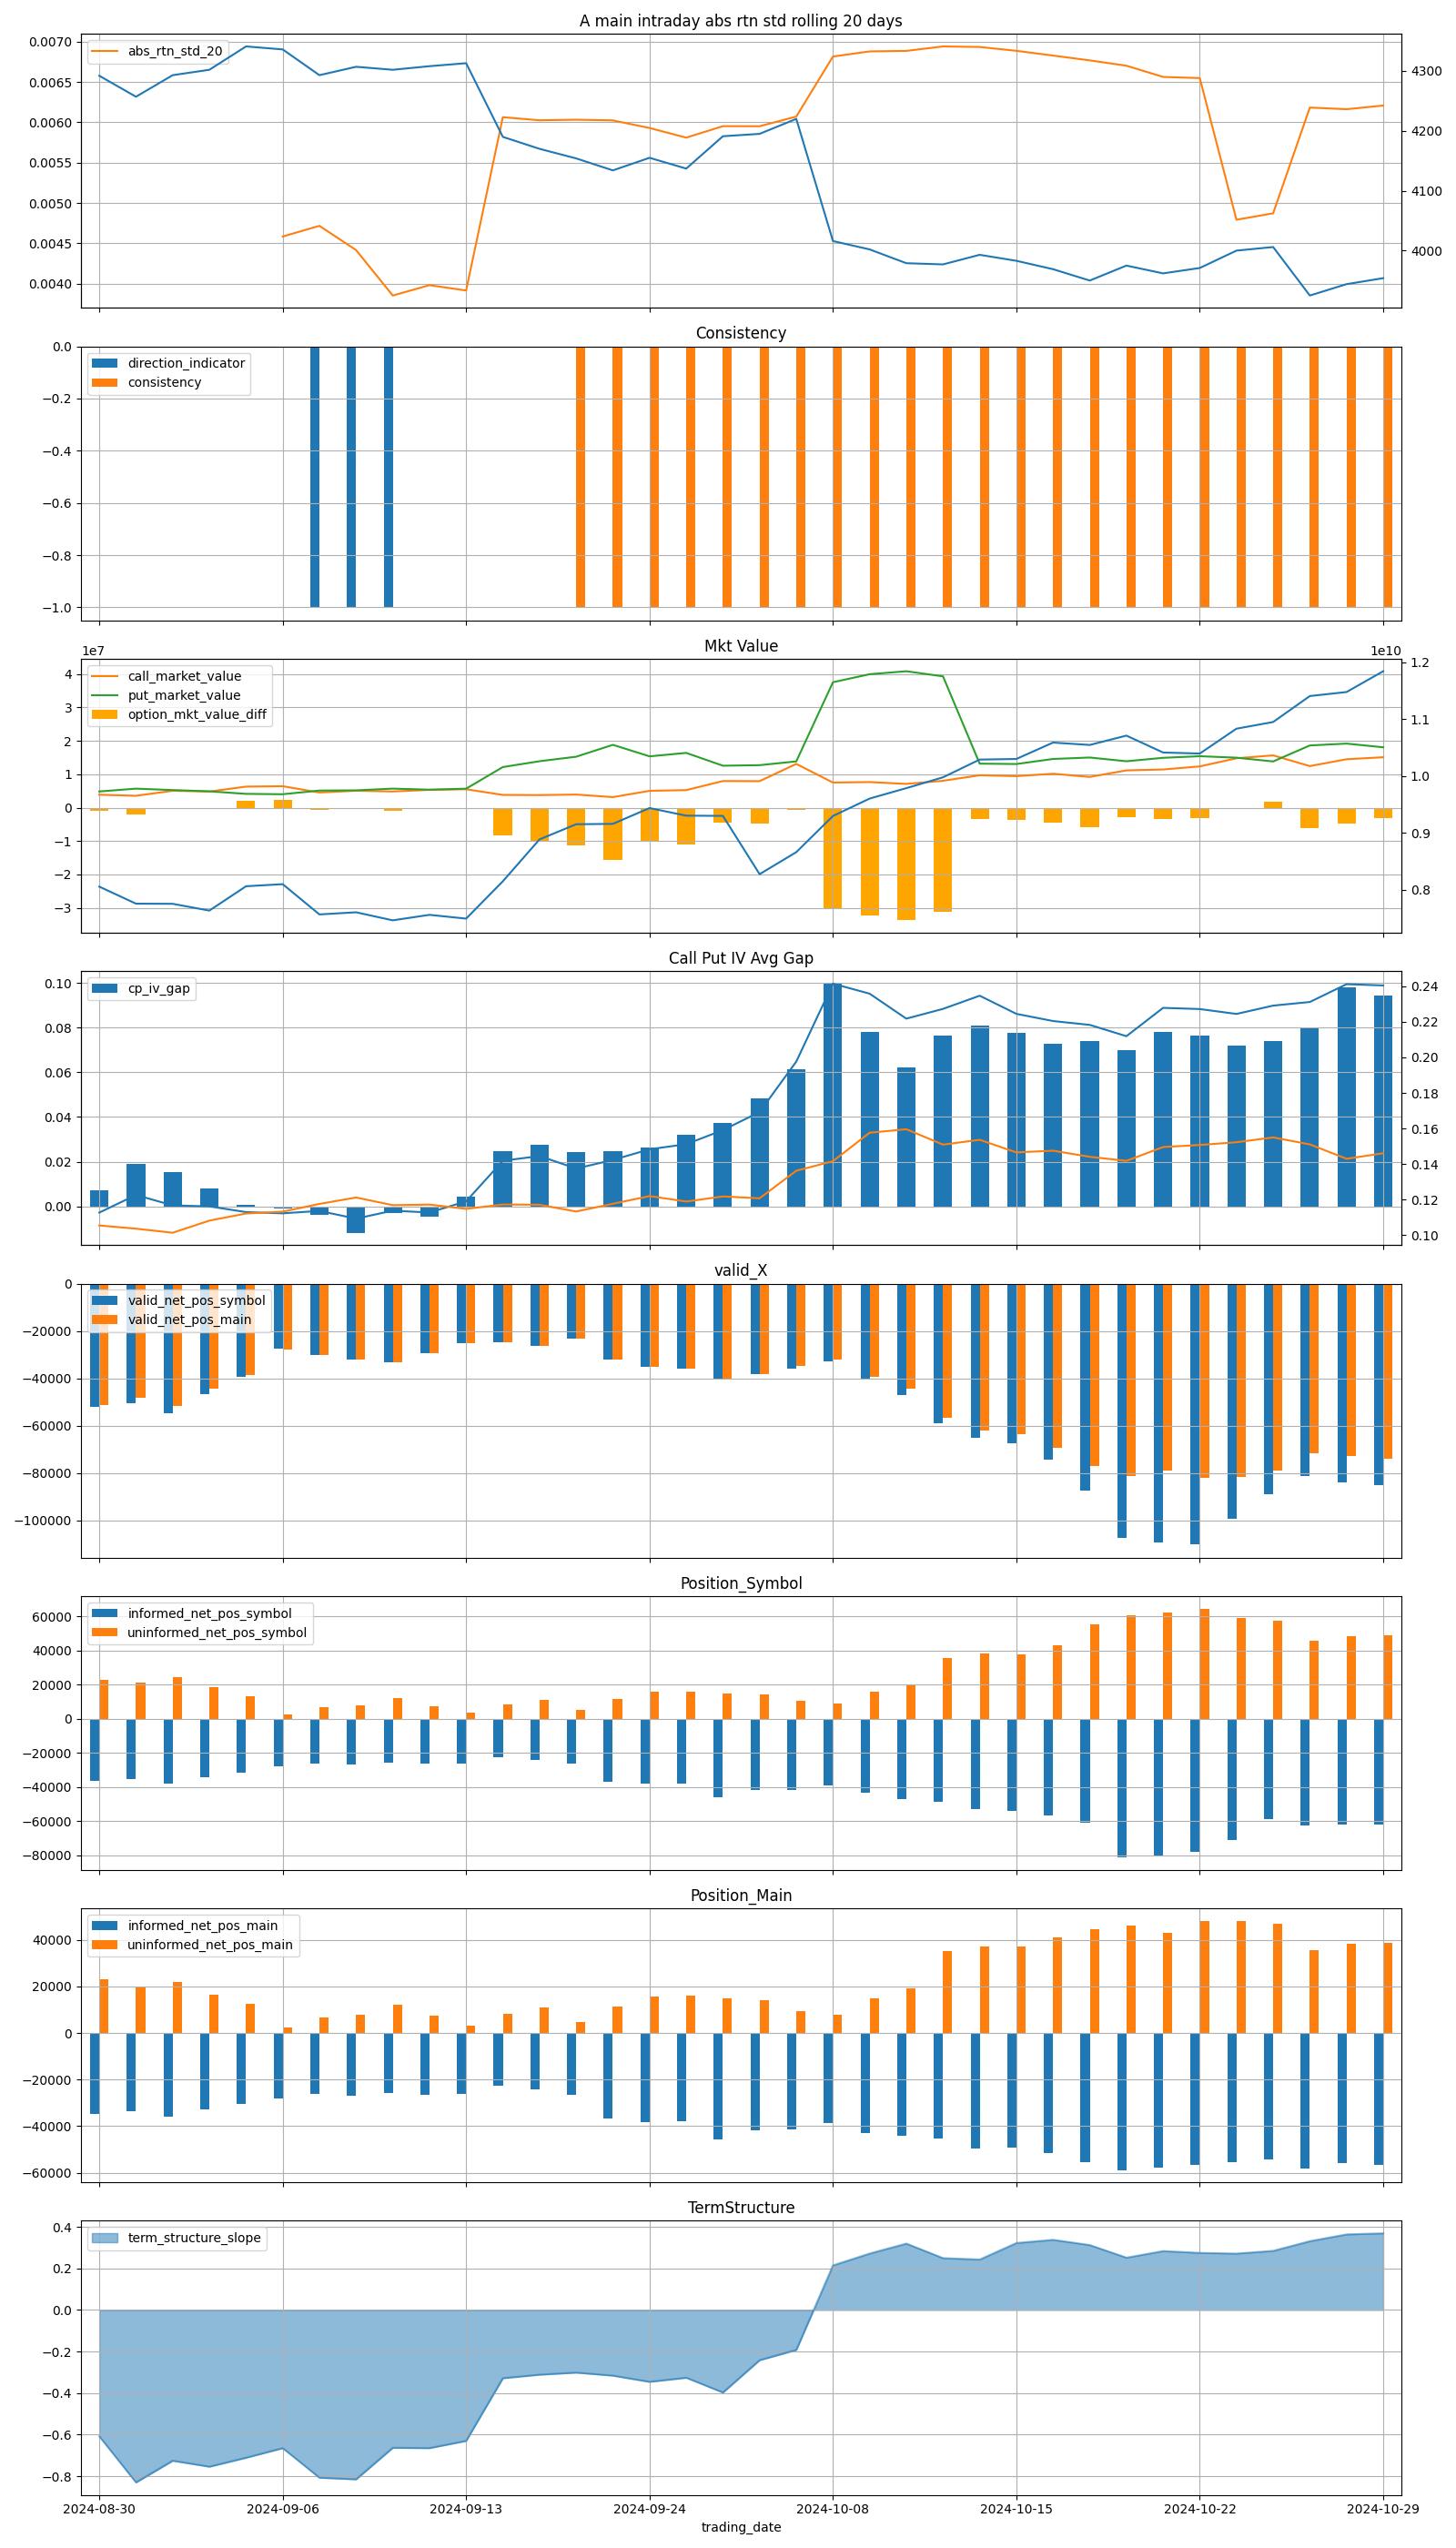 A main intraday abs rtn std rolling 20 days
abs_rtn_std_20
0.0070
0.0065
0.0060
0.0055
0.0050
0.0045
0.0040
4300
4200
4100
4000
Consistency
direction_indicator
consistency
0.0
−0.2
−0.4
−0.6
−0.8
−1.0
Mkt Value
1e7
1e10
call_market_value
put_market_value
option_mkt_value_diff
4
3
2
1
0
−1
−2
−3
1.2
1.1
1.0
0.9
0.8
Call Put IV Avg Gap
cp_iv_gap
0.10
0.08
0.06
0.04
0.02
0.00
0.24
0.22
0.20
0.18
0.16
0.14
0.12
0.10
valid_X
valid_net_pos_symbol
valid_net_pos_main
0
−20000
−40000
−60000
−80000
−100000
Position_Symbol
informed_net_pos_symbol
uninformed_net_pos_symbol
60000
40000
20000
0
−20000
−40000
−60000
−80000
Position_Main
informed_net_pos_main
uninformed_net_pos_main
40000
20000
0
−20000
−40000
−60000
TermStructure
term_structure_slope
0.4
0.2
0.0
−0.2
−0.4
−0.6
−0.8
2024-08-30 2024-09-06 2024-09-13 2024-09-24 2024-10-08 2024-10-15 2024-10-22 2024-10-29
trading_date